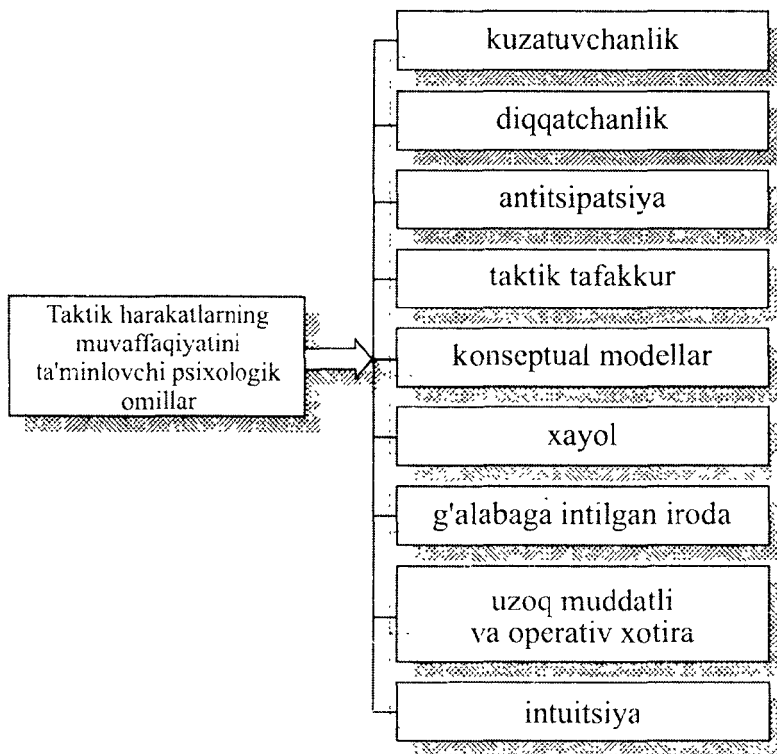 Taktik harakatlarning
muvaffaqiyatini
ta'minlovchi psixologik
omillar
kuzatuvchanlik
diqqatchanlik
antitsipatsiya
taktik tafakkur
konseptual modellar
xayol
g'alabaga intilgan iroda
uzoq muddatli
va operativ xotira
intuitsiya